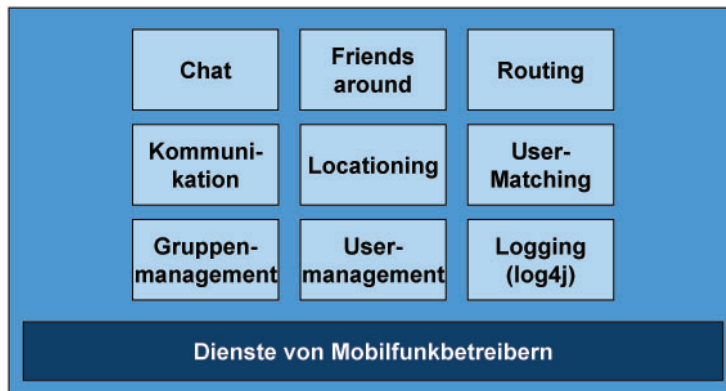 Chat
Friends
around
Routing
Kommuni-
kation
Locationing
User-
Matching
Gruppen-
management
User-
management
Logging
(log4j)
Dienste von Mobilfunkbetreibern